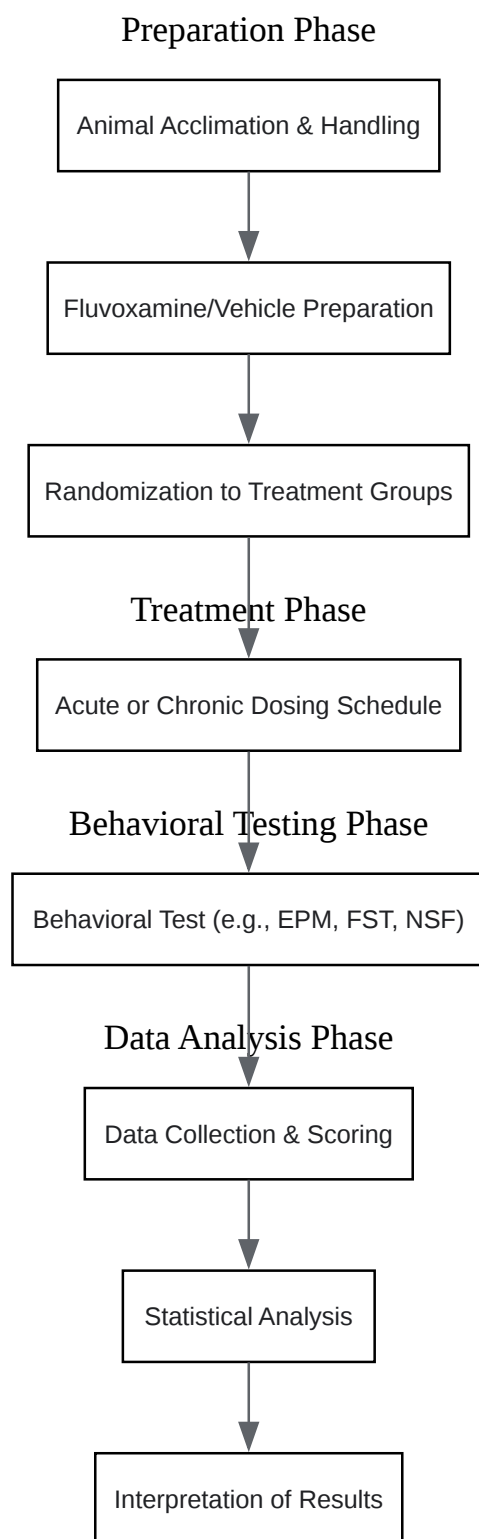 Preparation Phase
Animal Acclimation & Handling
Fluvoxamine/Vehicle Preparation
Randomization to Treatment Groups
Treatment Phase
Acute or Chronic Dosing Schedule
Behavioral Testing Phase
Behavioral Test (e.g., EPM, FST, NSF)
Data Analysis Phase
Data Collection & Scoring
Statistical Analysis
Interpretation of Results